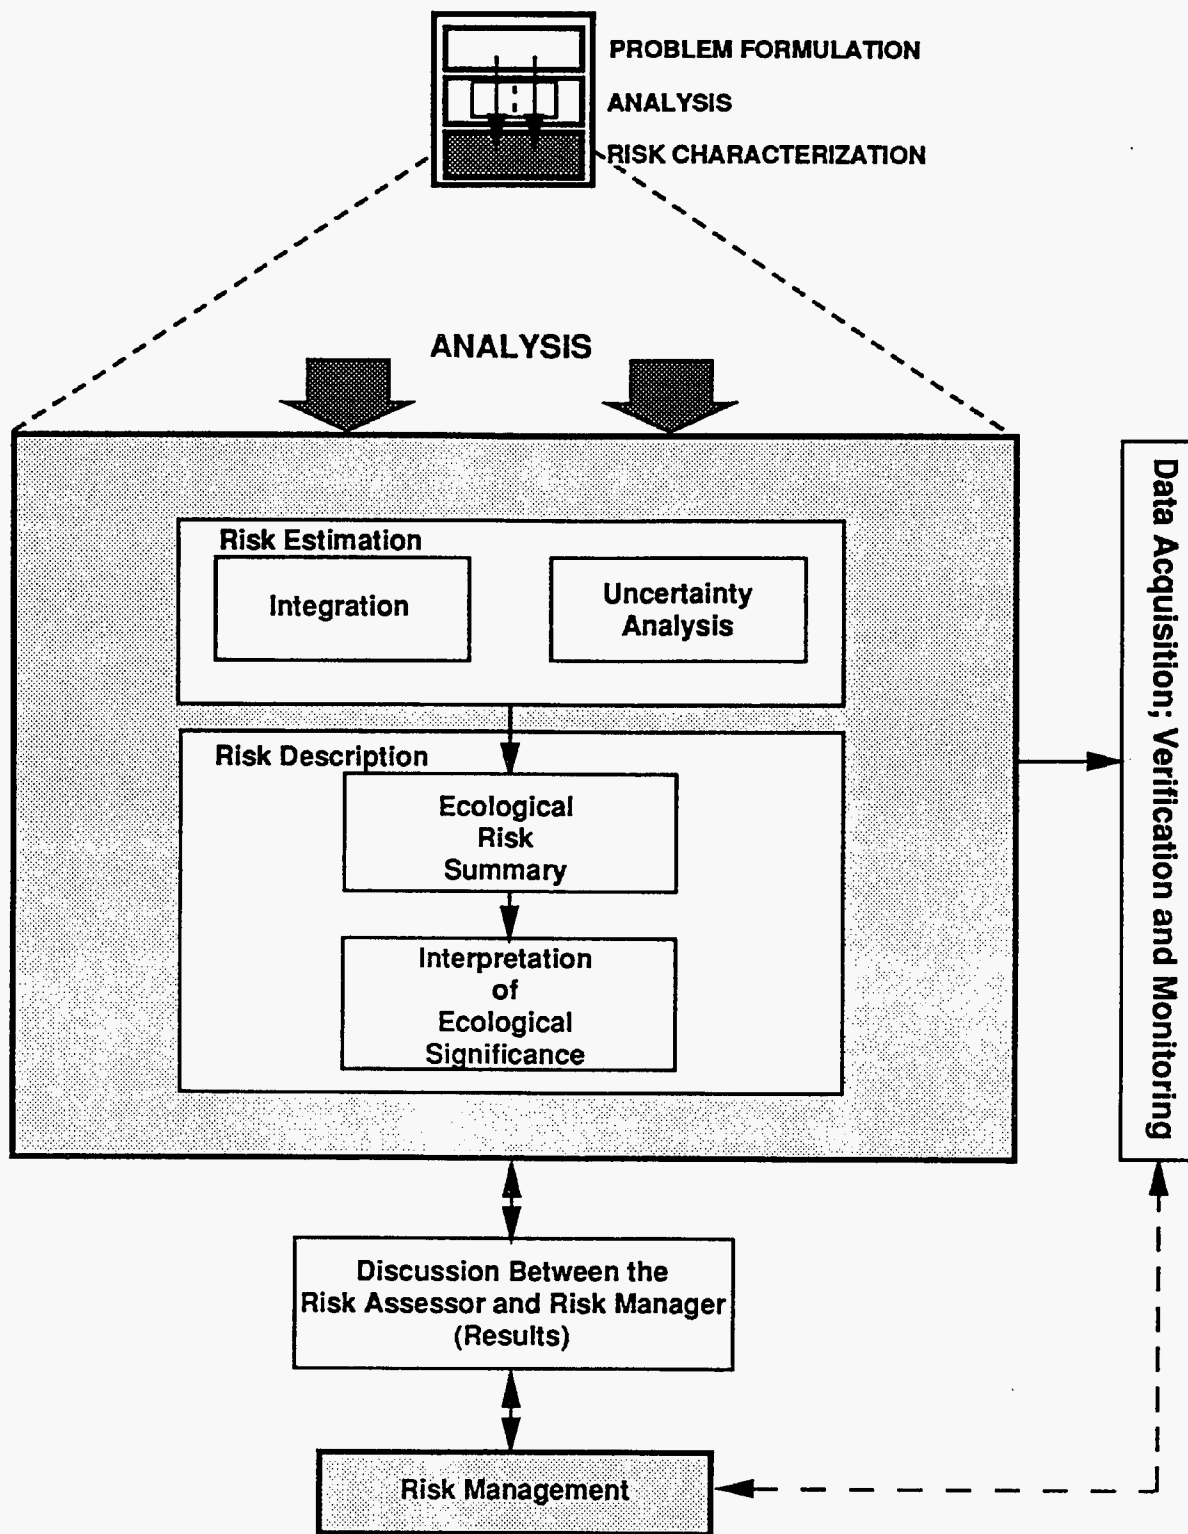 PROBLEM FORMULATION
ANALYSIS
RISK CHARACTERIZATION
ANALYSIS
Risk Estimation
Integration
Uncertainty
Analysis
Risk Description
Ecological
Risk
Summary
Interpretation
of
Ecological
Significance
Data Acquisition; Verification and Monitoring
Discussion Between the
Risk Assessor and Risk Manager
(Results)
Risk Management